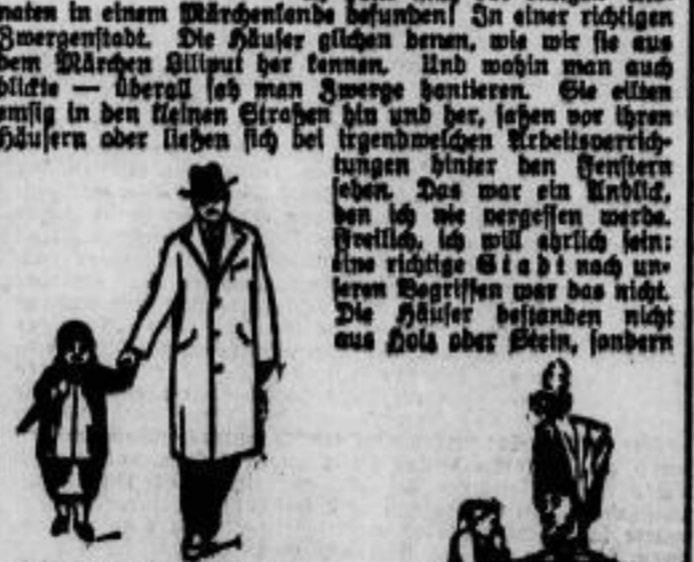 naten in einem Märchenlande befunden! In einer richtigen
Zwergenstadt. Die Häuser glichen denen, wie wir sie aus
dem Märchen Liliput her kennen. Und wohin man auch
blickte — überall sah man Zwerge hantieren. Sie eilten
emsig in den kleinen Straßen hin und her, saßen vor ihren
Häusern oder ließen sich bei irgendwelchen Arbeitsverrich-
tungen hinter den Fenstern
sehen. Das war ein Anblick,
den ich nie vergessen werde.
Freilich, ich will ehrlich sein:
eine richtige Stadt nach un-
seren Begriffen war das nicht.
Die Häuser bestanden nicht
aus Holz oder Stein, sondern